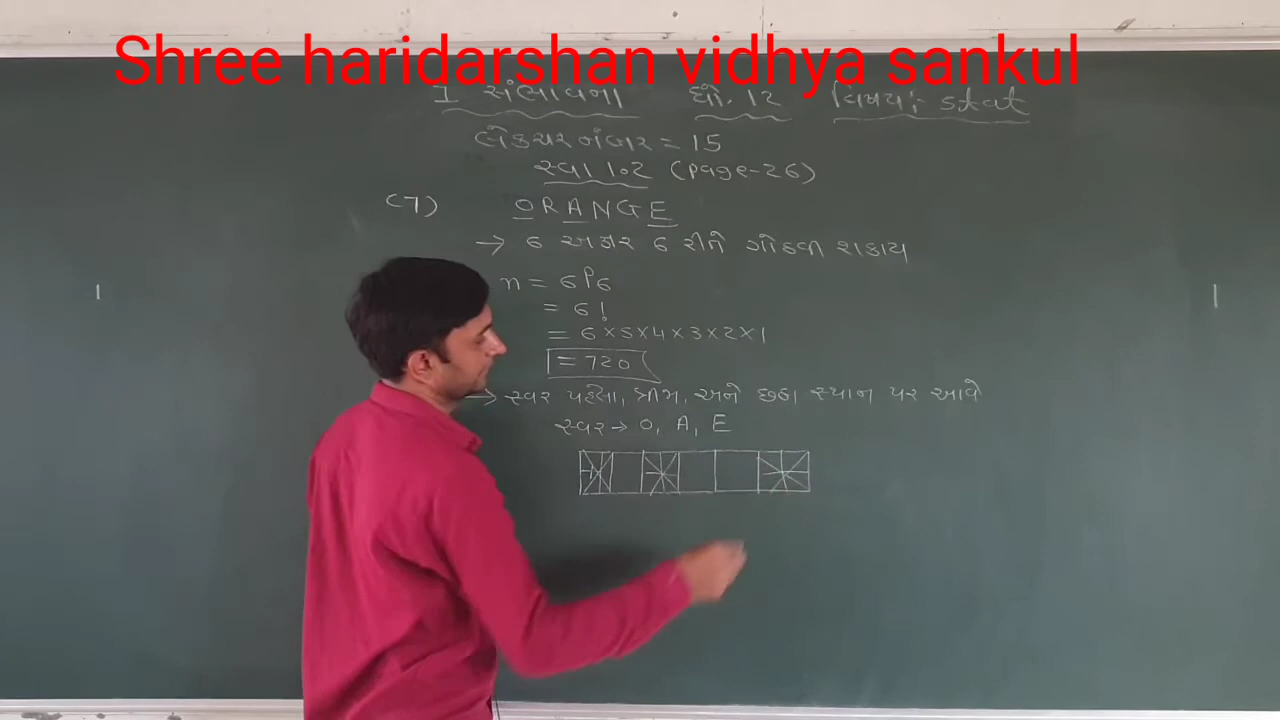 Shree haridarshan vidhya sankul
1 સંભાવના ધો. 12 વિષય :- stat
લેકચર નંબર = 15
સ્વા 1.2 (page-26)
(7) ORANGE
→ 6 અક્ષર 6 રીતે ગોઠવી શકાય
n = 6P6
= 6!
= 6×5×4×3×2×1
= 720
→ સ્વર પહેલા, ત્રીજા, અને છઠ્ઠા સ્થાન પર આવે
સ્વર → O, A, E